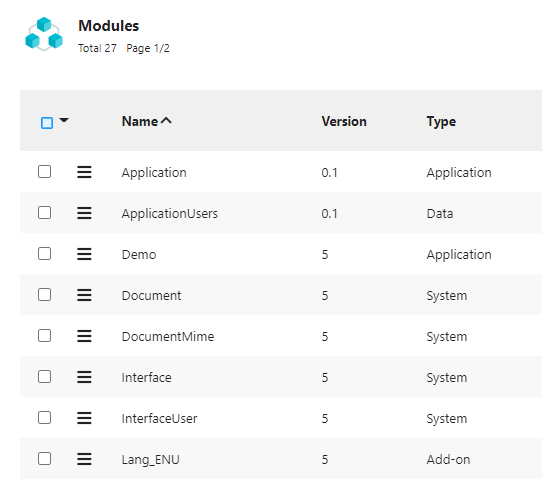 Modules
Total 27 Page 1/2
Name Version Type
Application 0.1 Application
ApplicationUsers 0.1 Data
Demo 5 Application
Document 5 System
DocumentMime 5 System
Interface 5 System
InterfaceUser 5 System
Lang_ENU 5 Add-on